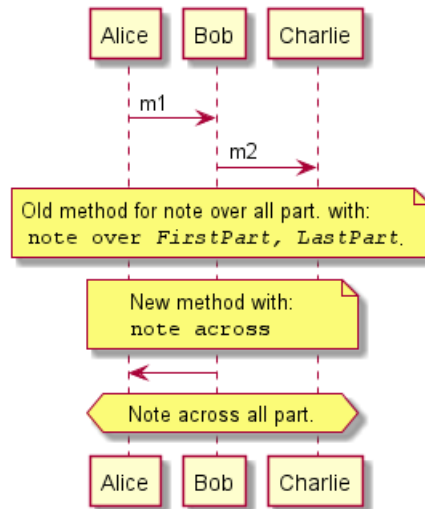 Alice Bob Charlie
m1
m2
Old method for note over all part. with:
note over FirstPart, LastPart.
New method with:
note across
Note across all part.
Alice Bob Charlie